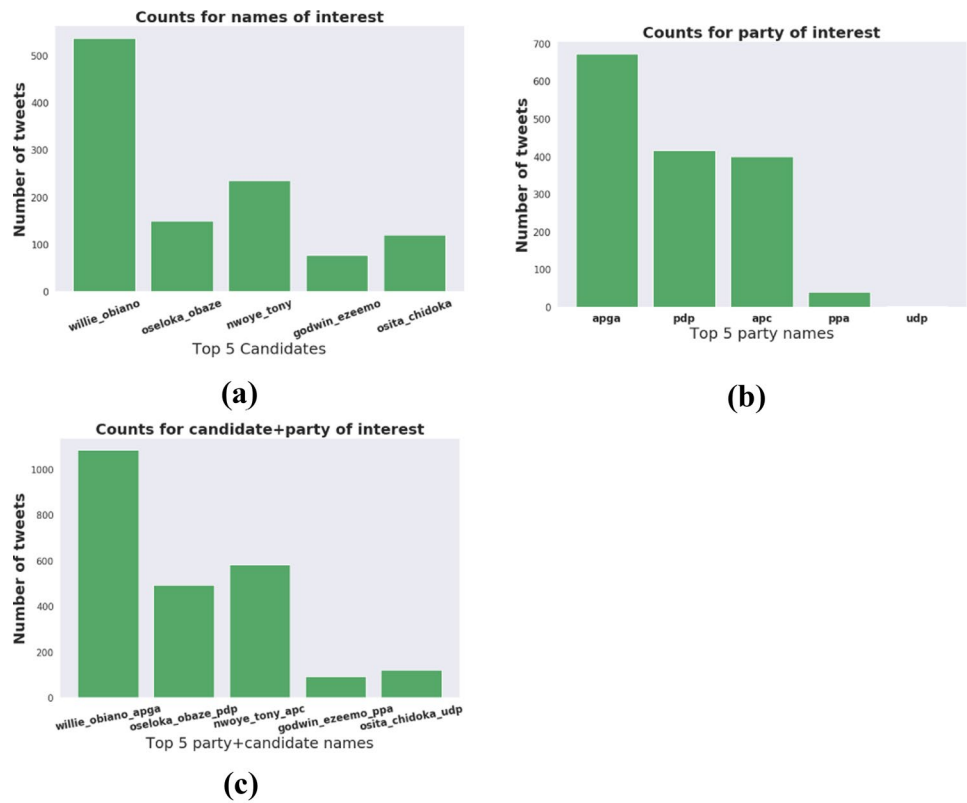 Counts for names of interest
Number of tweets
500
400
300
200
100
0
willie_obiano
oseloka_obaze
nwoye_tony
godwin_ezeemo
osita_chidoka
Top 5 Candidates
(a)
Counts for party of interest
Number of tweets
700
600
500
400
300
200
100
0
apga pdp apc ppa udp
Top 5 party names
(b)
Counts for candidate+party of interest
Number of tweets
1000
800
600
400
200
0
willie_obiano_apga
oseloka_obaze_pdp
nwoye_tony_apc
godwin_ezeemo_ppa
osita_chidoka_udp
Top 5 party+candidate names
(c)